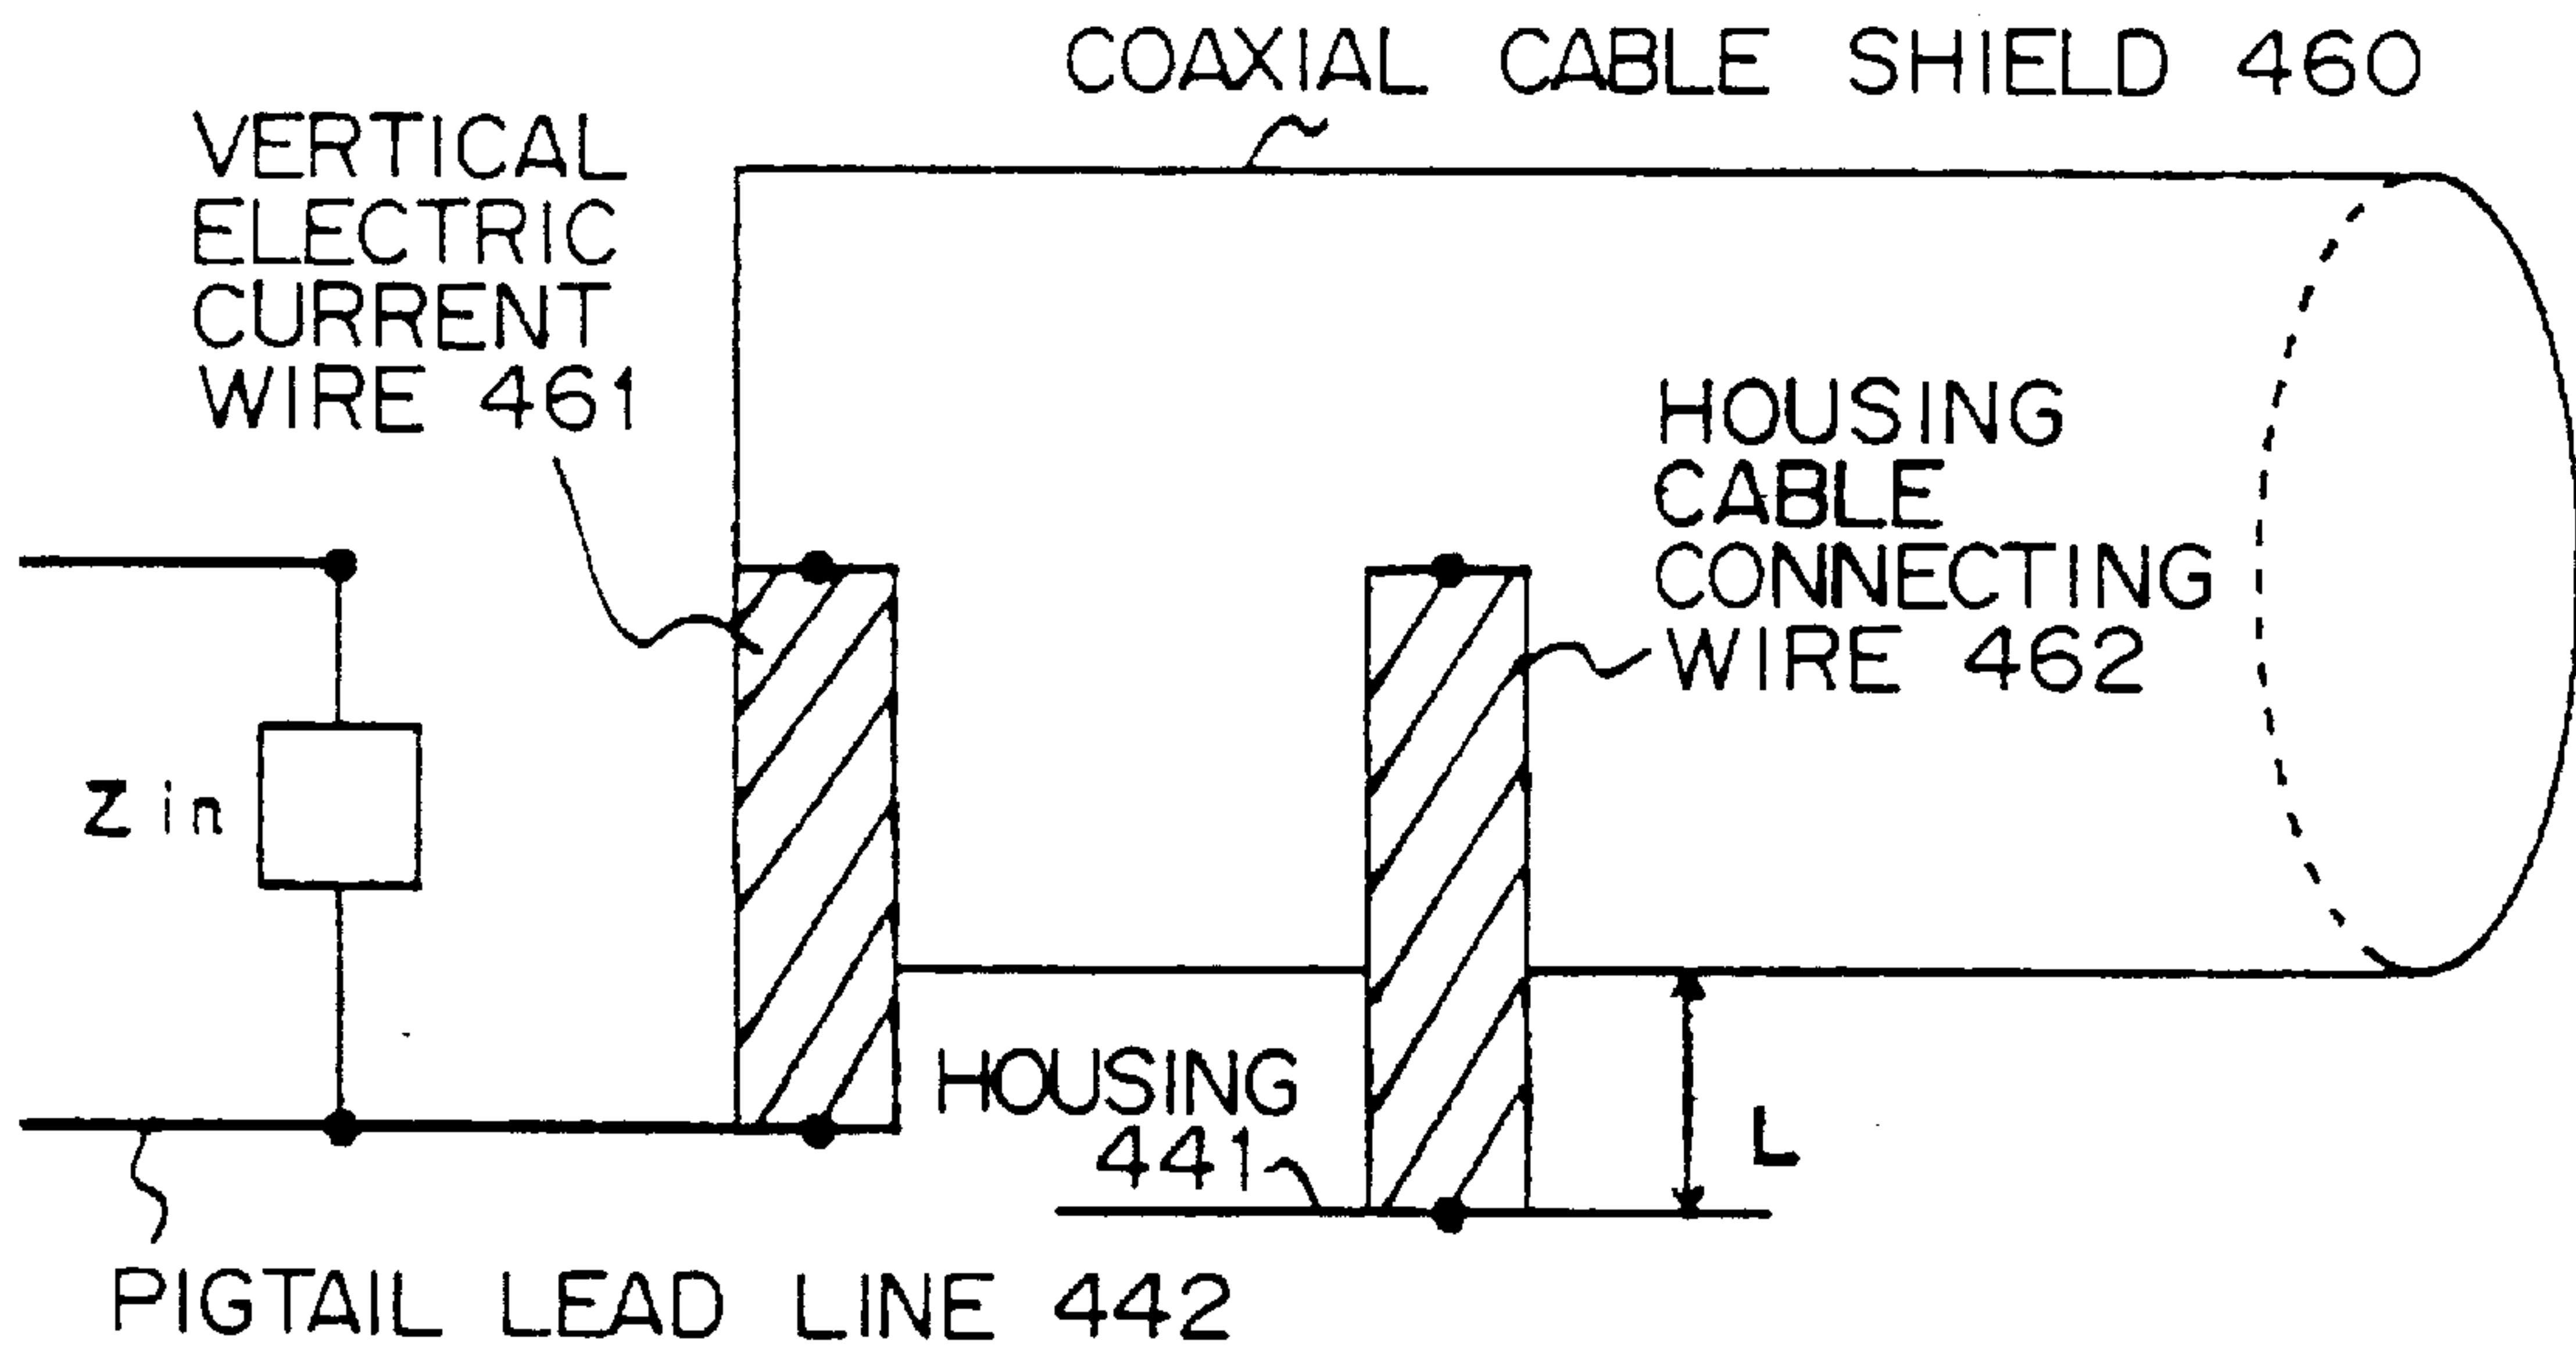 COAXIAL CABLE SHIELD 460
VERTICAL
ELECTRIC
CURRENT
WIRE 461
HOUSING
CABLE
CONNECTING
WIRE 462
Z in
HOUSING
441
L
PIGTAIL LEAD LINE 442